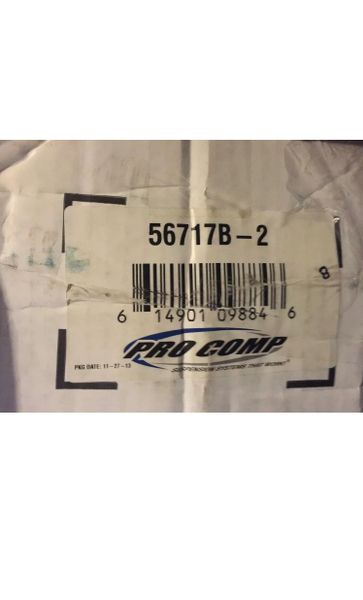 56717B-2
8
6 14901 09884 6
PRO COMP
SUSPENSION SYSTEMS THAT WORK!®
PKG DATE: 11-27-13